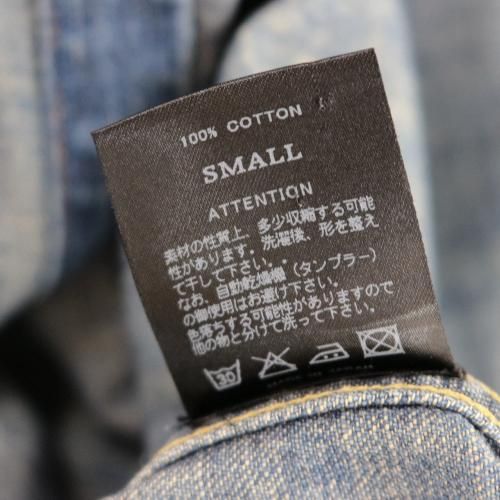 100% COTTON
SMALL
ATTENTION
素材の性質上、多少収縮する可能
性があります。洗濯後、形を整え
て干して下さい。
なお、自動乾燥機（タンブラー）
の御使用はお避け下さい。
色落ちする可能性がありますので
他の物と分けて洗って下さい。
30
MADE IN JAPAN